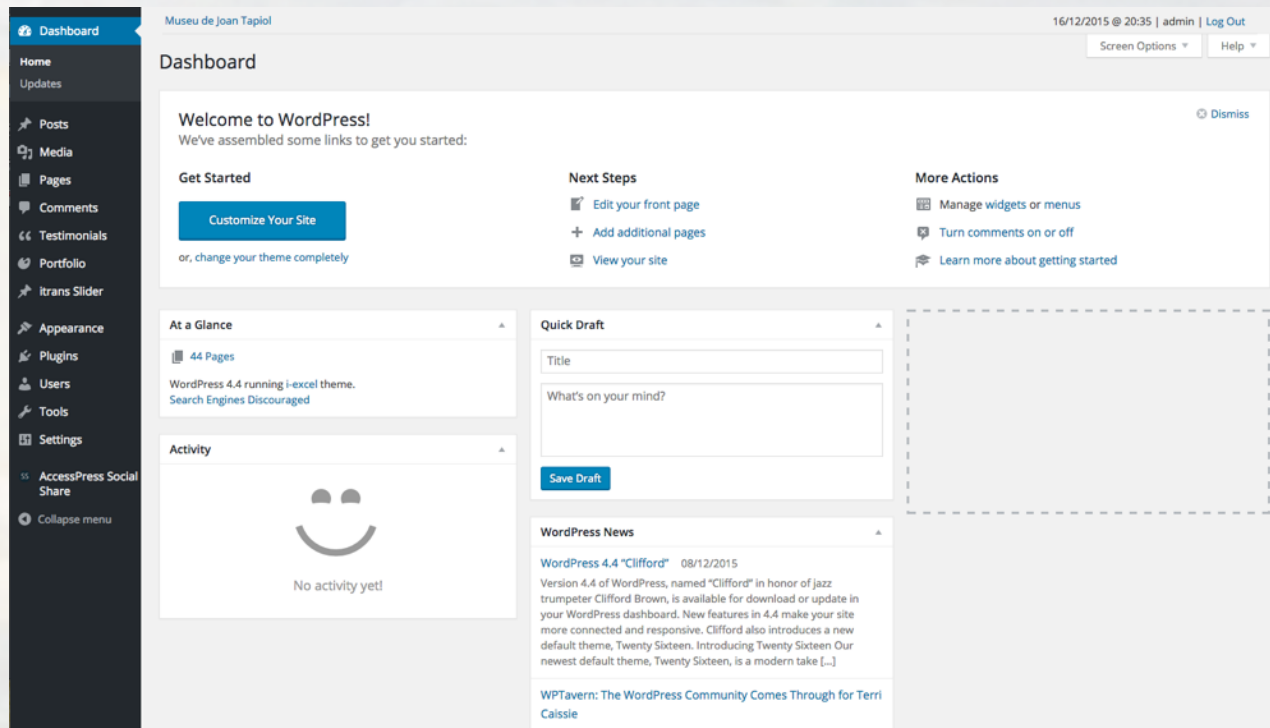 Dashboard
Home
Updates
Posts
Media
Pages
Comments
Testimonials
Portfolio
itrans Slider
Appearance
Plugins
Users
Tools
Settings
SS AccessPress Social
Share
Collapse menu
Museu de Joan Tapiol
16/12/2015 @ 20:35 | admin | Log Out
Screen Options
Help
Dashboard
Welcome to WordPress!
We've assembled some links to get you started:
Dismiss
Get Started
Customize Your Site
or, change your theme completely
Next Steps
Edit your front page
Add additional pages
View your site
More Actions
Manage widgets or menus
Turn comments on or off
Learn more about getting started
At a Glance
44 Pages
WordPress 4.4 running i-excel theme.
Search Engines Discouraged
Activity
No activity yet!
Quick Draft
Title
What's on your mind?
Save Draft
WordPress News
WordPress 4.4 “Clifford” 08/12/2015
Version 4.4 of WordPress, named “Clifford” in honor of jazz
trumpeter Clifford Brown, is available for download or update in
your WordPress dashboard. New features in 4.4 make your site
more connected and responsive. Clifford also introduces a new
default theme, Twenty Sixteen. Introducing Twenty Sixteen Our
newest default theme, Twenty Sixteen, is a modern take [...]
WPTavern: The WordPress Community Comes Through for Terri
Caissie